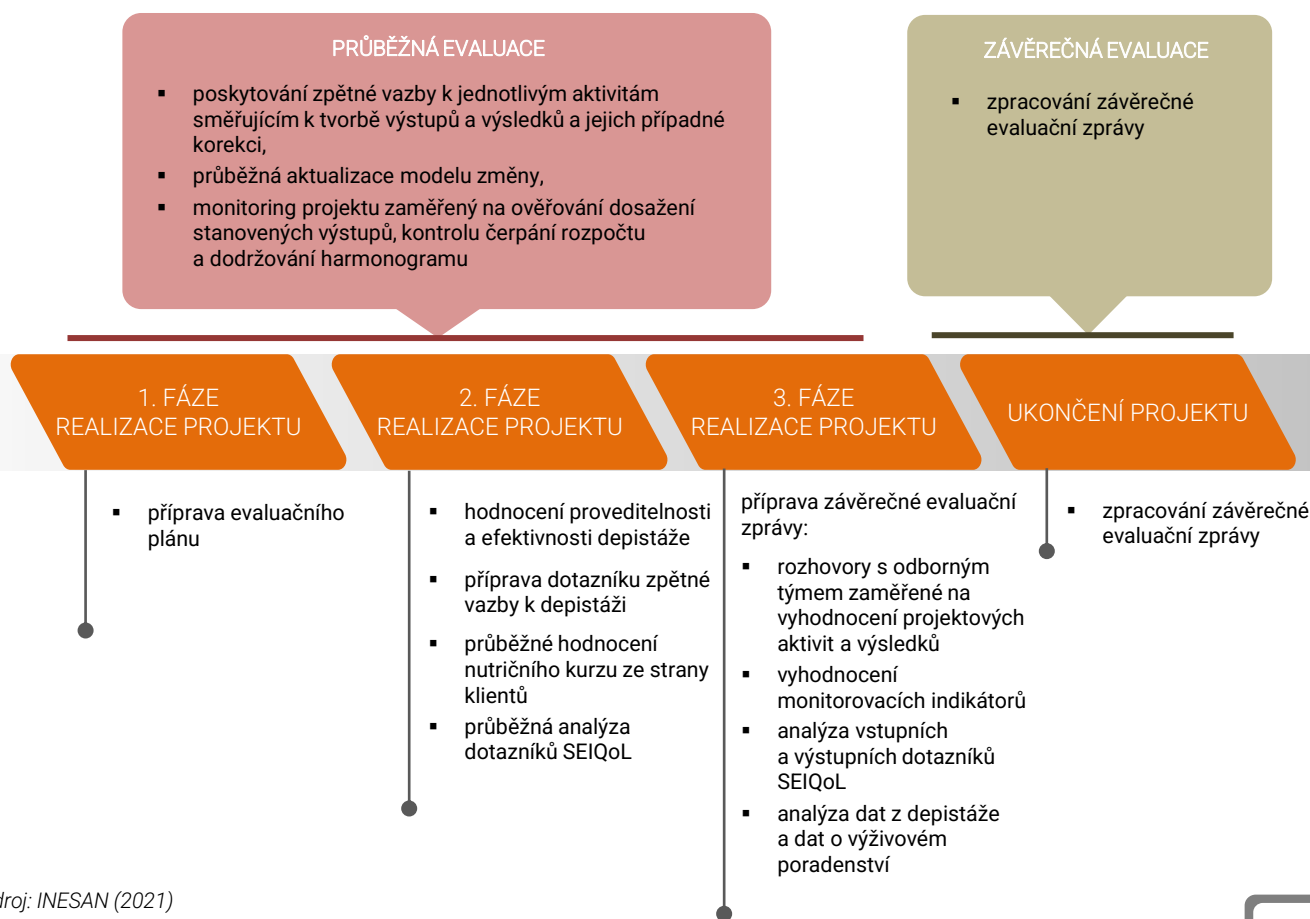 PRŮBĚŽNÁ EVALUACE
▪ poskytování zpětné vazby k jednotlivým aktivitám
směřujícím k tvorbě výstupů a výsledků a jejich případné
korekci,
▪ průběžná aktualizace modelu změny,
▪ monitoring projektu zaměřený na ověřování dosažení
stanovených výstupů, kontrolu čerpání rozpočtu
a dodržování harmonogramu
ZÁVĚREČNÁ EVALUACE
▪ zpracování závěrečné
evaluační zprávy
1. FÁZE
REALIZACE PROJEKTU
2. FÁZE
REALIZACE PROJEKTU
3. FÁZE
REALIZACE PROJEKTU
UKONČENÍ PROJEKTU
▪ příprava evaluačního
plánu
▪ hodnocení proveditelnosti
a efektivnosti depistáže
▪ příprava dotazníku zpětné
vazby k depistáži
▪ průběžné hodnocení
nutričního kurzu ze strany
klientů
▪ průběžná analýza
dotazníků SEIQoL
příprava závěrečné evaluační
zprávy:
▪ rozhovory s odborným
týmem zaměřené na
vyhodnocení projektových
aktivit a výsledků
▪ vyhodnocení
monitorovacích indikátorů
▪ analýza vstupních
a výstupních dotazníků
SEIQoL
▪ analýza dat z depistáže
a dat o výživovém
poradenství
▪ zpracování závěrečné
evaluační zprávy
droj: INESAN (2021)